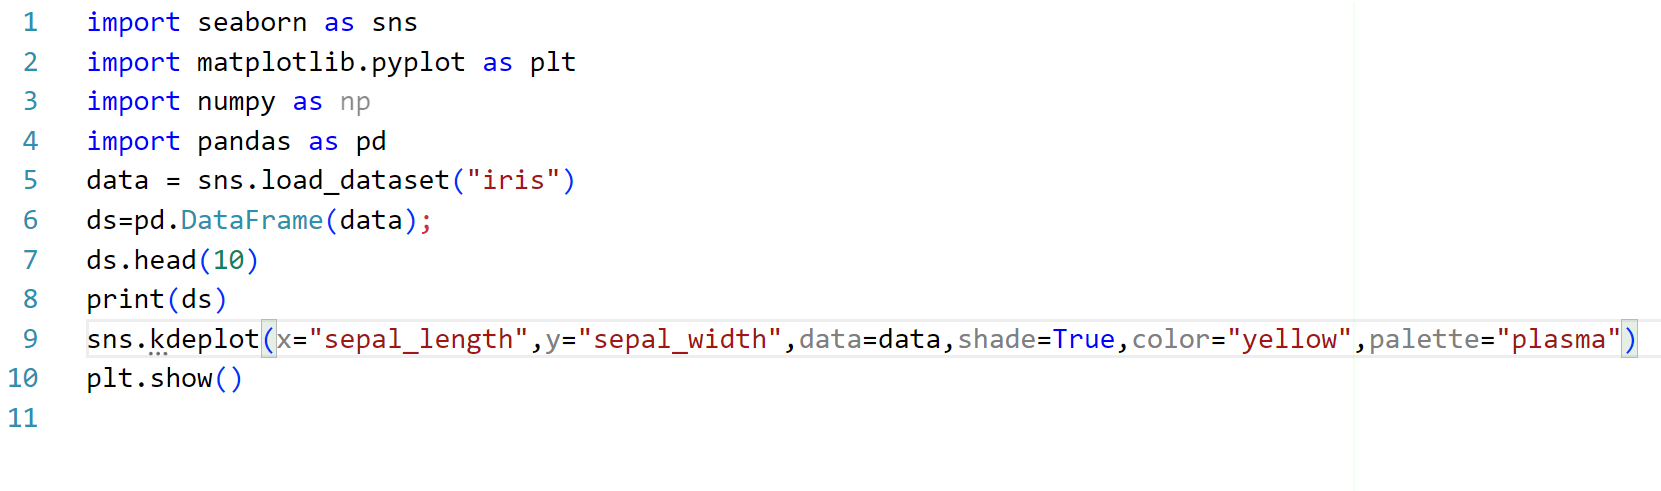 1 import seaborn as sns
2 import matplotlib.pyplot as plt
3 import numpy as np
4 import pandas as pd
5 data = sns.load_dataset("iris")
6 ds=pd.DataFrame(data);
7 ds.head(10)
8 print(ds)
9 sns.kdeplot(x="sepal_length",y="sepal_width",data=data,shade=True,color="yellow",palette="plasma")
10 plt.show()
11